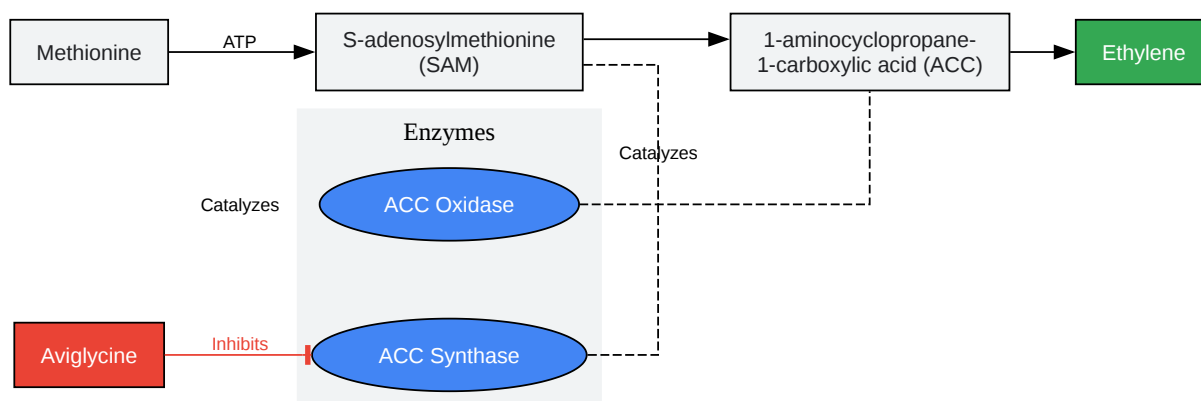 Methionine
ATP
S-adenosylmethionine
(SAM)
1-aminocyclopropane-
1-carboxylic acid (ACC)
Ethylene
Enzymes
Catalyzes
ACC Oxidase
Catalyzes
Aviglycine
Inhibits
ACC Synthase